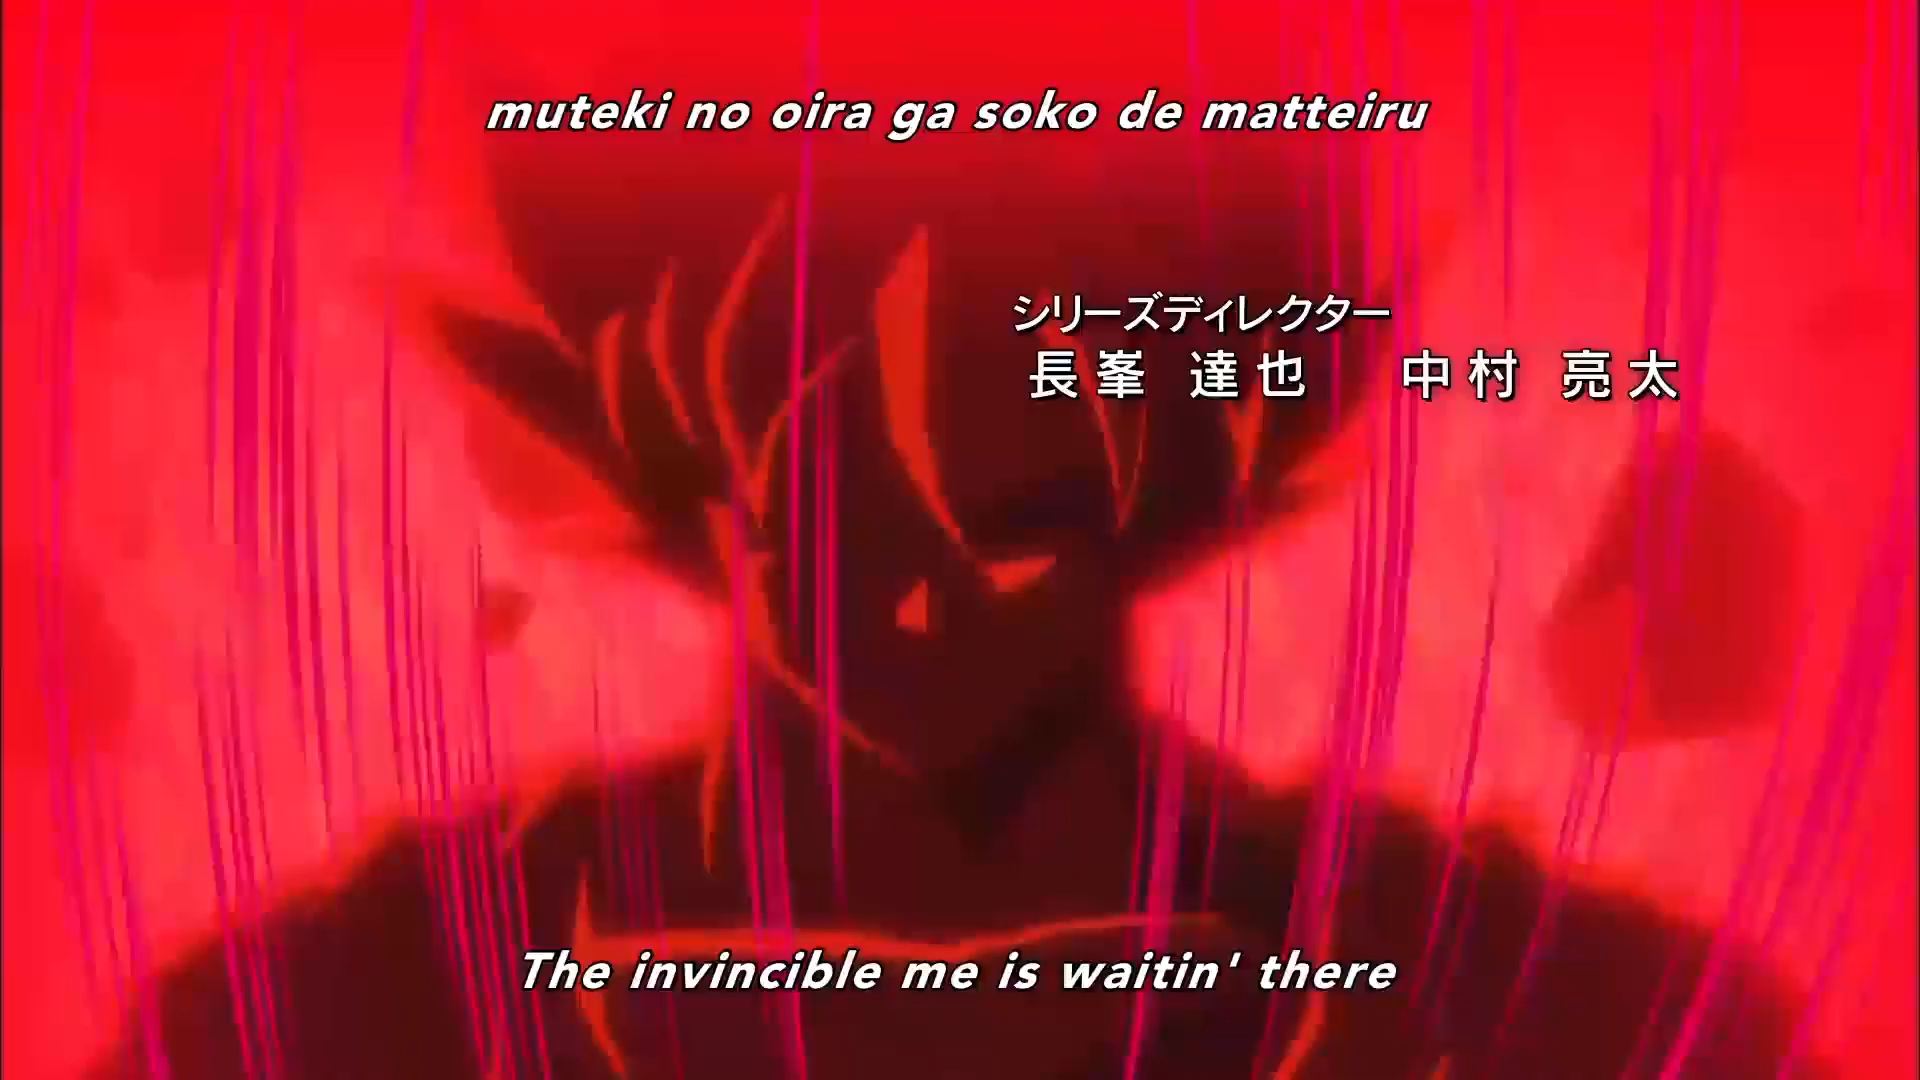 muteki no oira ga soko de matteiru
シリーズディレクター
長峯 達也 中村 亮太
The invincible me is waitin' there